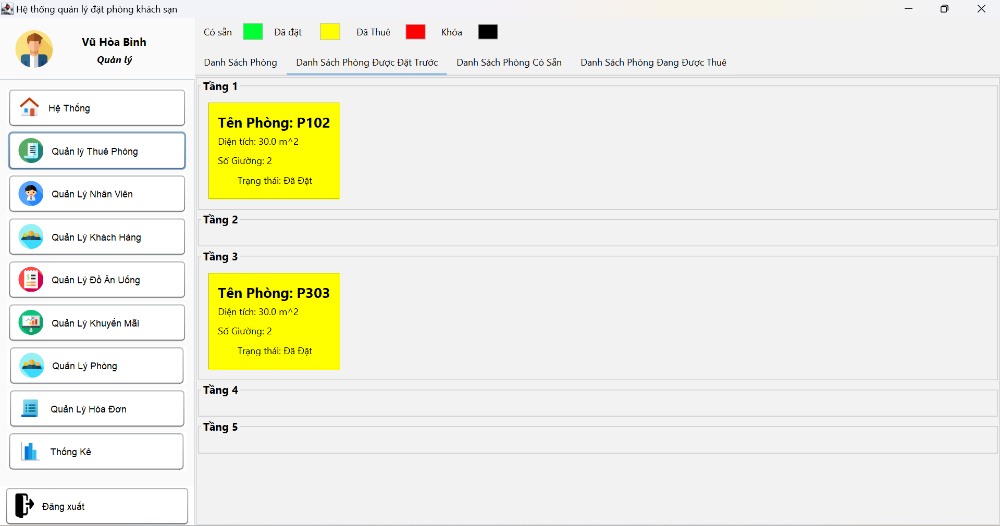 Hệ thống quản lý đặt phòng khách sạn
Vũ Hòa Bình
Quản lý
Hệ Thống
Quản lý Thuê Phòng
Quản Lý Nhân Viên
Quản Lý Khách Hàng
Quản Lý Đồ Ăn Uống
Quản Lý Khuyến Mãi
Quản Lý Phòng
Quản Lý Hóa Đơn
Thống Kê
Đăng xuất
Có sẵn Đã đặt Đã Thuê Khóa
Danh Sách Phòng Danh Sách Phòng Được Đặt Trước Danh Sách Phòng Có Sẵn Danh Sách Phòng Đang Được Thuê
Tầng 1
Tên Phòng: P102
Diện tích: 30.0 m^2
Số Giường: 2
Trạng thái: Đã Đặt
Tầng 2
Tầng 3
Tên Phòng: P303
Diện tích: 30.0 m^2
Số Giường: 2
Trạng thái: Đã Đặt
Tầng 4
Tầng 5